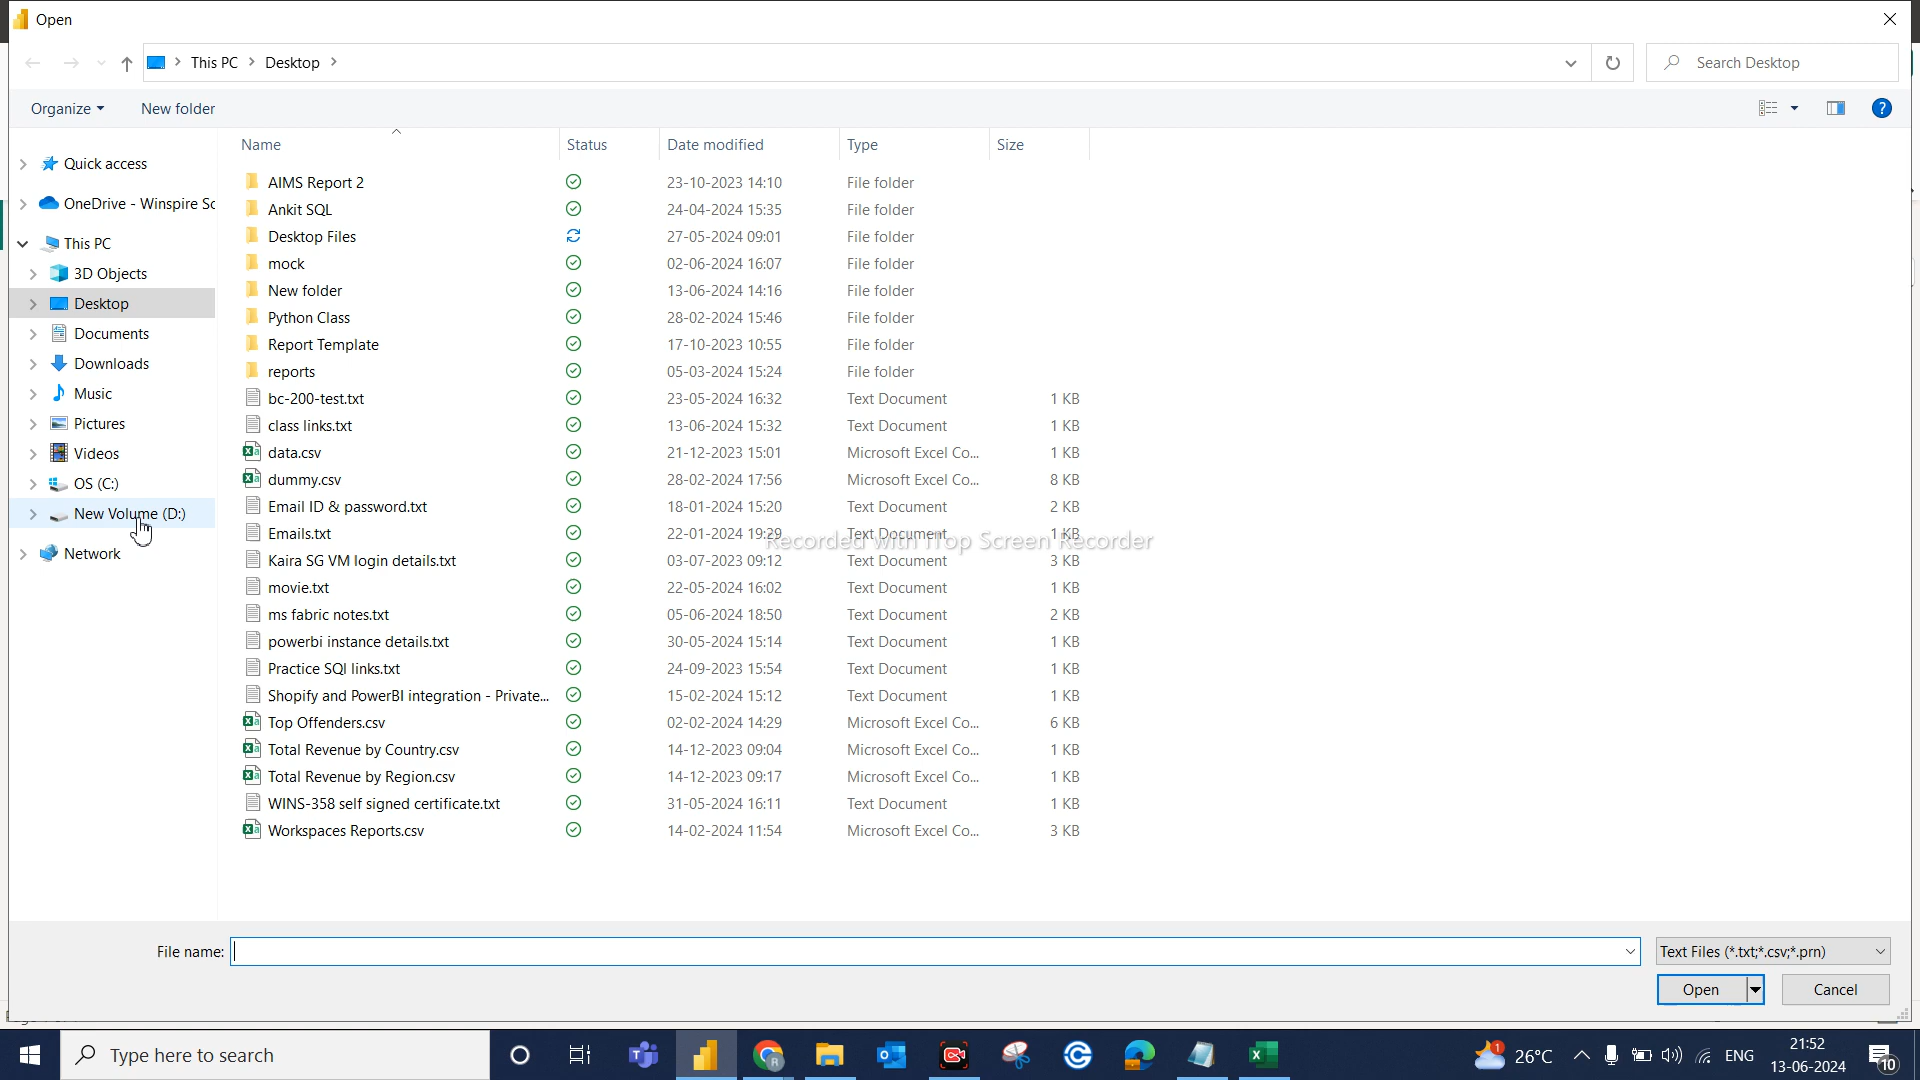 Open
This PC > Desktop >
Search Desktop
Organize
New folder
Name Status Date modified Type Size
Quick access
OneDrive - Winspire Sc
This PC
3D Objects
Desktop
Documents
Downloads
Music
Pictures
Videos
OS (C:)
New Volume (D:)
Network
AIMS Report 2 23-10-2023 14:10 File folder
Ankit SQL 24-04-2024 15:35 File folder
Desktop Files 27-05-2024 09:01 File folder
mock 02-06-2024 16:07 File folder
New folder 13-06-2024 14:16 File folder
Python Class 28-02-2024 15:46 File folder
Report Template 17-10-2023 10:55 File folder
reports 05-03-2024 15:24 File folder
bc-200-test.txt 23-05-2024 16:32 Text Document 1 KB
class links.txt 13-06-2024 15:32 Text Document 1 KB
data.csv 21-12-2023 15:01 Microsoft Excel Co... 1 KB
dummy.csv 28-02-2024 17:56 Microsoft Excel Co... 8 KB
Email ID & password.txt 18-01-2024 15:20 Text Document 2 KB
Emails.txt 22-01-2024 19:29 Text Document 1 KB
Recorded with iTop Screen Recorder
Kaira SG VM login details.txt 03-07-2023 09:12 Text Document 3 KB
movie.txt 22-05-2024 16:02 Text Document 1 KB
ms fabric notes.txt 05-06-2024 18:50 Text Document 2 KB
powerbi instance details.txt 30-05-2024 15:14 Text Document 1 KB
Practice SQl links.txt 24-09-2023 15:54 Text Document 1 KB
Shopify and PowerBI integration - Private... 15-02-2024 15:12 Text Document 1 KB
Top Offenders.csv 02-02-2024 14:29 Microsoft Excel Co... 6 KB
Total Revenue by Country.csv 14-12-2023 09:04 Microsoft Excel Co... 1 KB
Total Revenue by Region.csv 14-12-2023 09:17 Microsoft Excel Co... 1 KB
WINS-358 self signed certificate.txt 31-05-2024 16:11 Text Document 1 KB
Workspaces Reports.csv 14-02-2024 11:54 Microsoft Excel Co... 3 KB
File name:
Text Files (*.txt;*.csv;*.prn)
Open
Cancel
Type here to search
26°C
ENG
21:52
13-06-2024
10